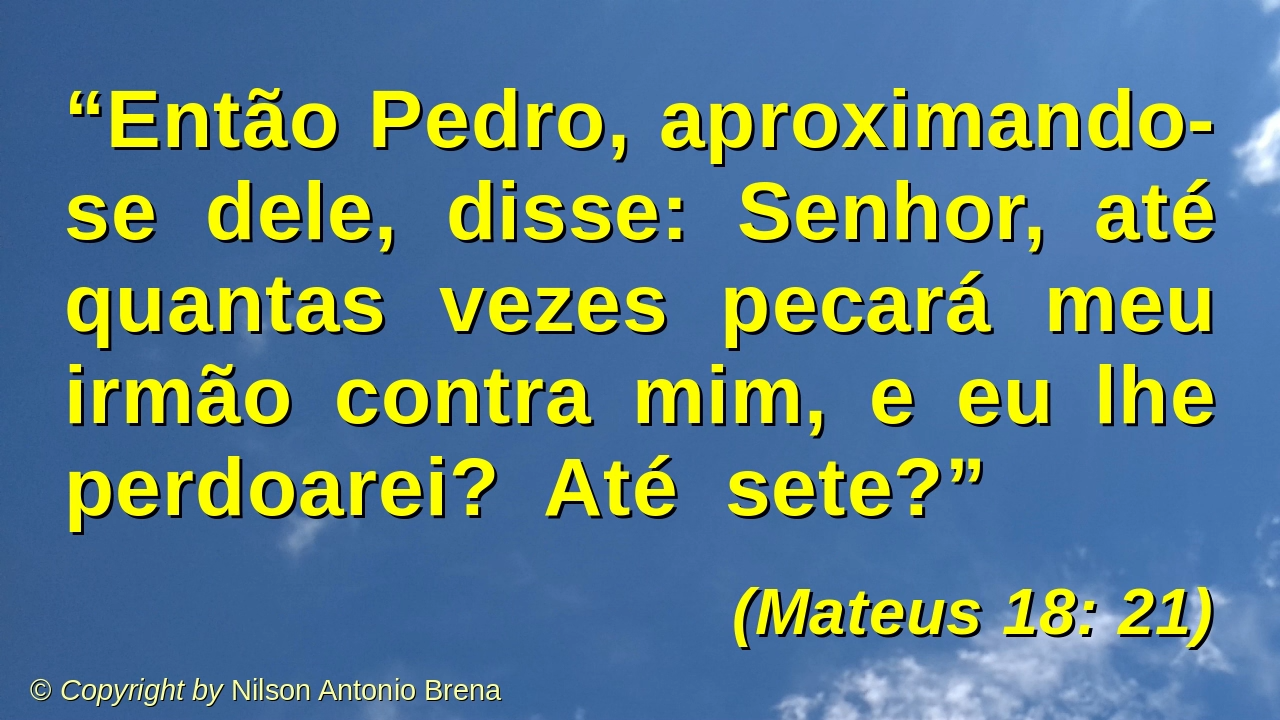 “Então Pedro, aproximando-
se dele, disse: Senhor, até
quantas vezes pecará meu
irmão contra mim, e eu lhe
perdoarei? Até sete?”
(Mateus 18: 21)
© Copyright by Nilson Antonio Brena